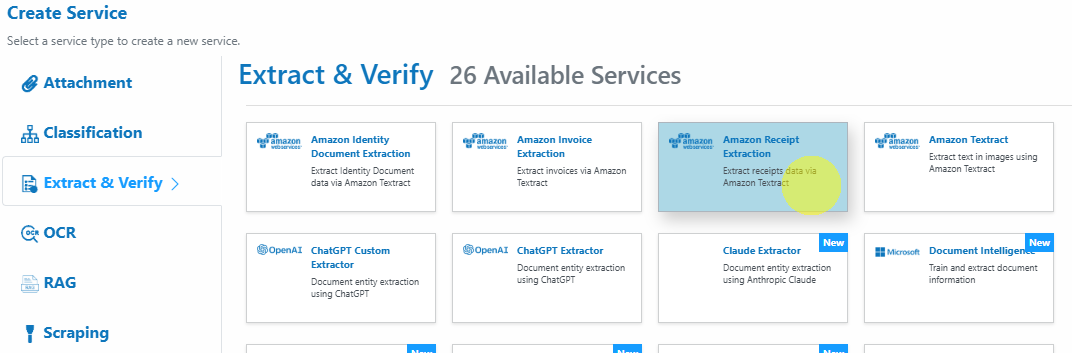 Create Service
Select a service type to create a new service.
Attachment
Classification
Extract & Verify
OCR
OCR
RAG
RAG
Scraping
Extract & Verify 26 Available Services
amazon webservices
Amazon Identity
Document Extraction
Extract Identity Document
data via Amazon Textract
amazon webservices
Amazon Invoice
Extraction
Extract invoices via Amazon
Textract
amazon webservices
Amazon Receipt
Extraction
Extract receipts data via
Amazon Textract
amazon webservices
Amazon Textract
Extract text in images using
Amazon Textract
OpenAI
ChatGPT Custom
Extractor
Document entity extraction
using ChatGPT
OpenAI
ChatGPT Extractor
Document entity extraction
using ChatGPT
New
Claude Extractor
Document entity extraction
using Anthropic Claude
New
Microsoft
Document Intelligence
Train and extract document
information
New
New
New